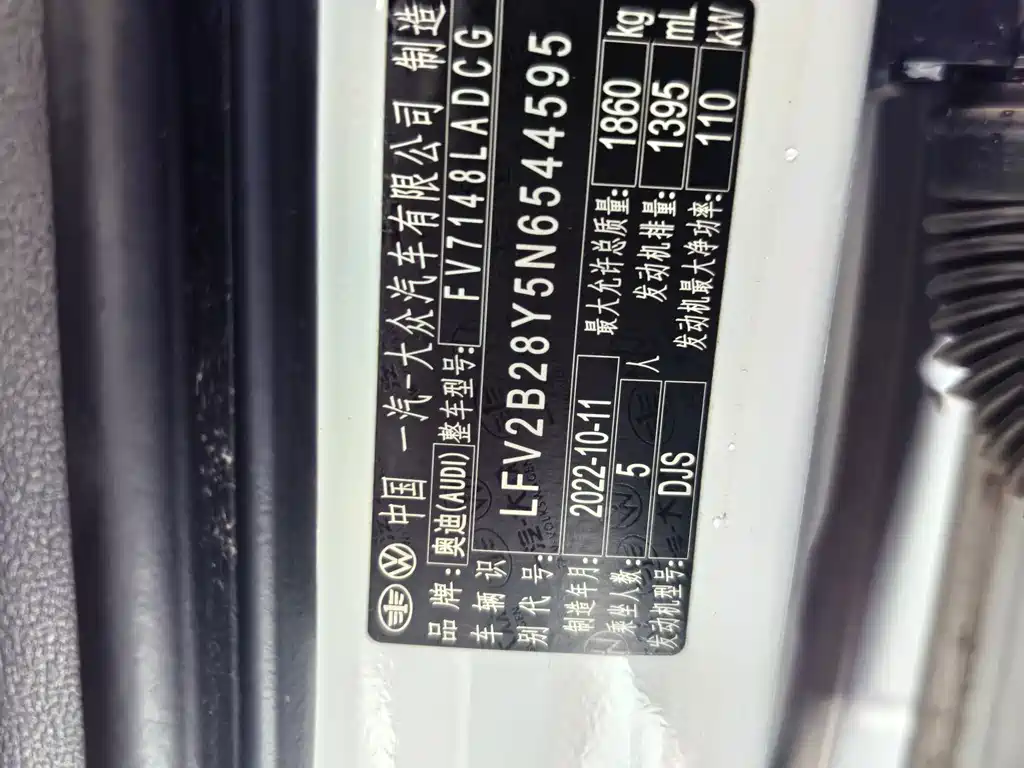 中国 一汽-大众汽车有限公司 制造
品牌:奥迪(AUDI) 整车型号: FV7148LADCG
车辆识别代号: LFV2B28Y5N6544595
制造年月: 2022-10-11 最大允许总质量: 1860 kg
乘坐人数: 5 人 发动机排量: 1395 mL
发动机型号: DJS 发动机最大净功率: 110 kW